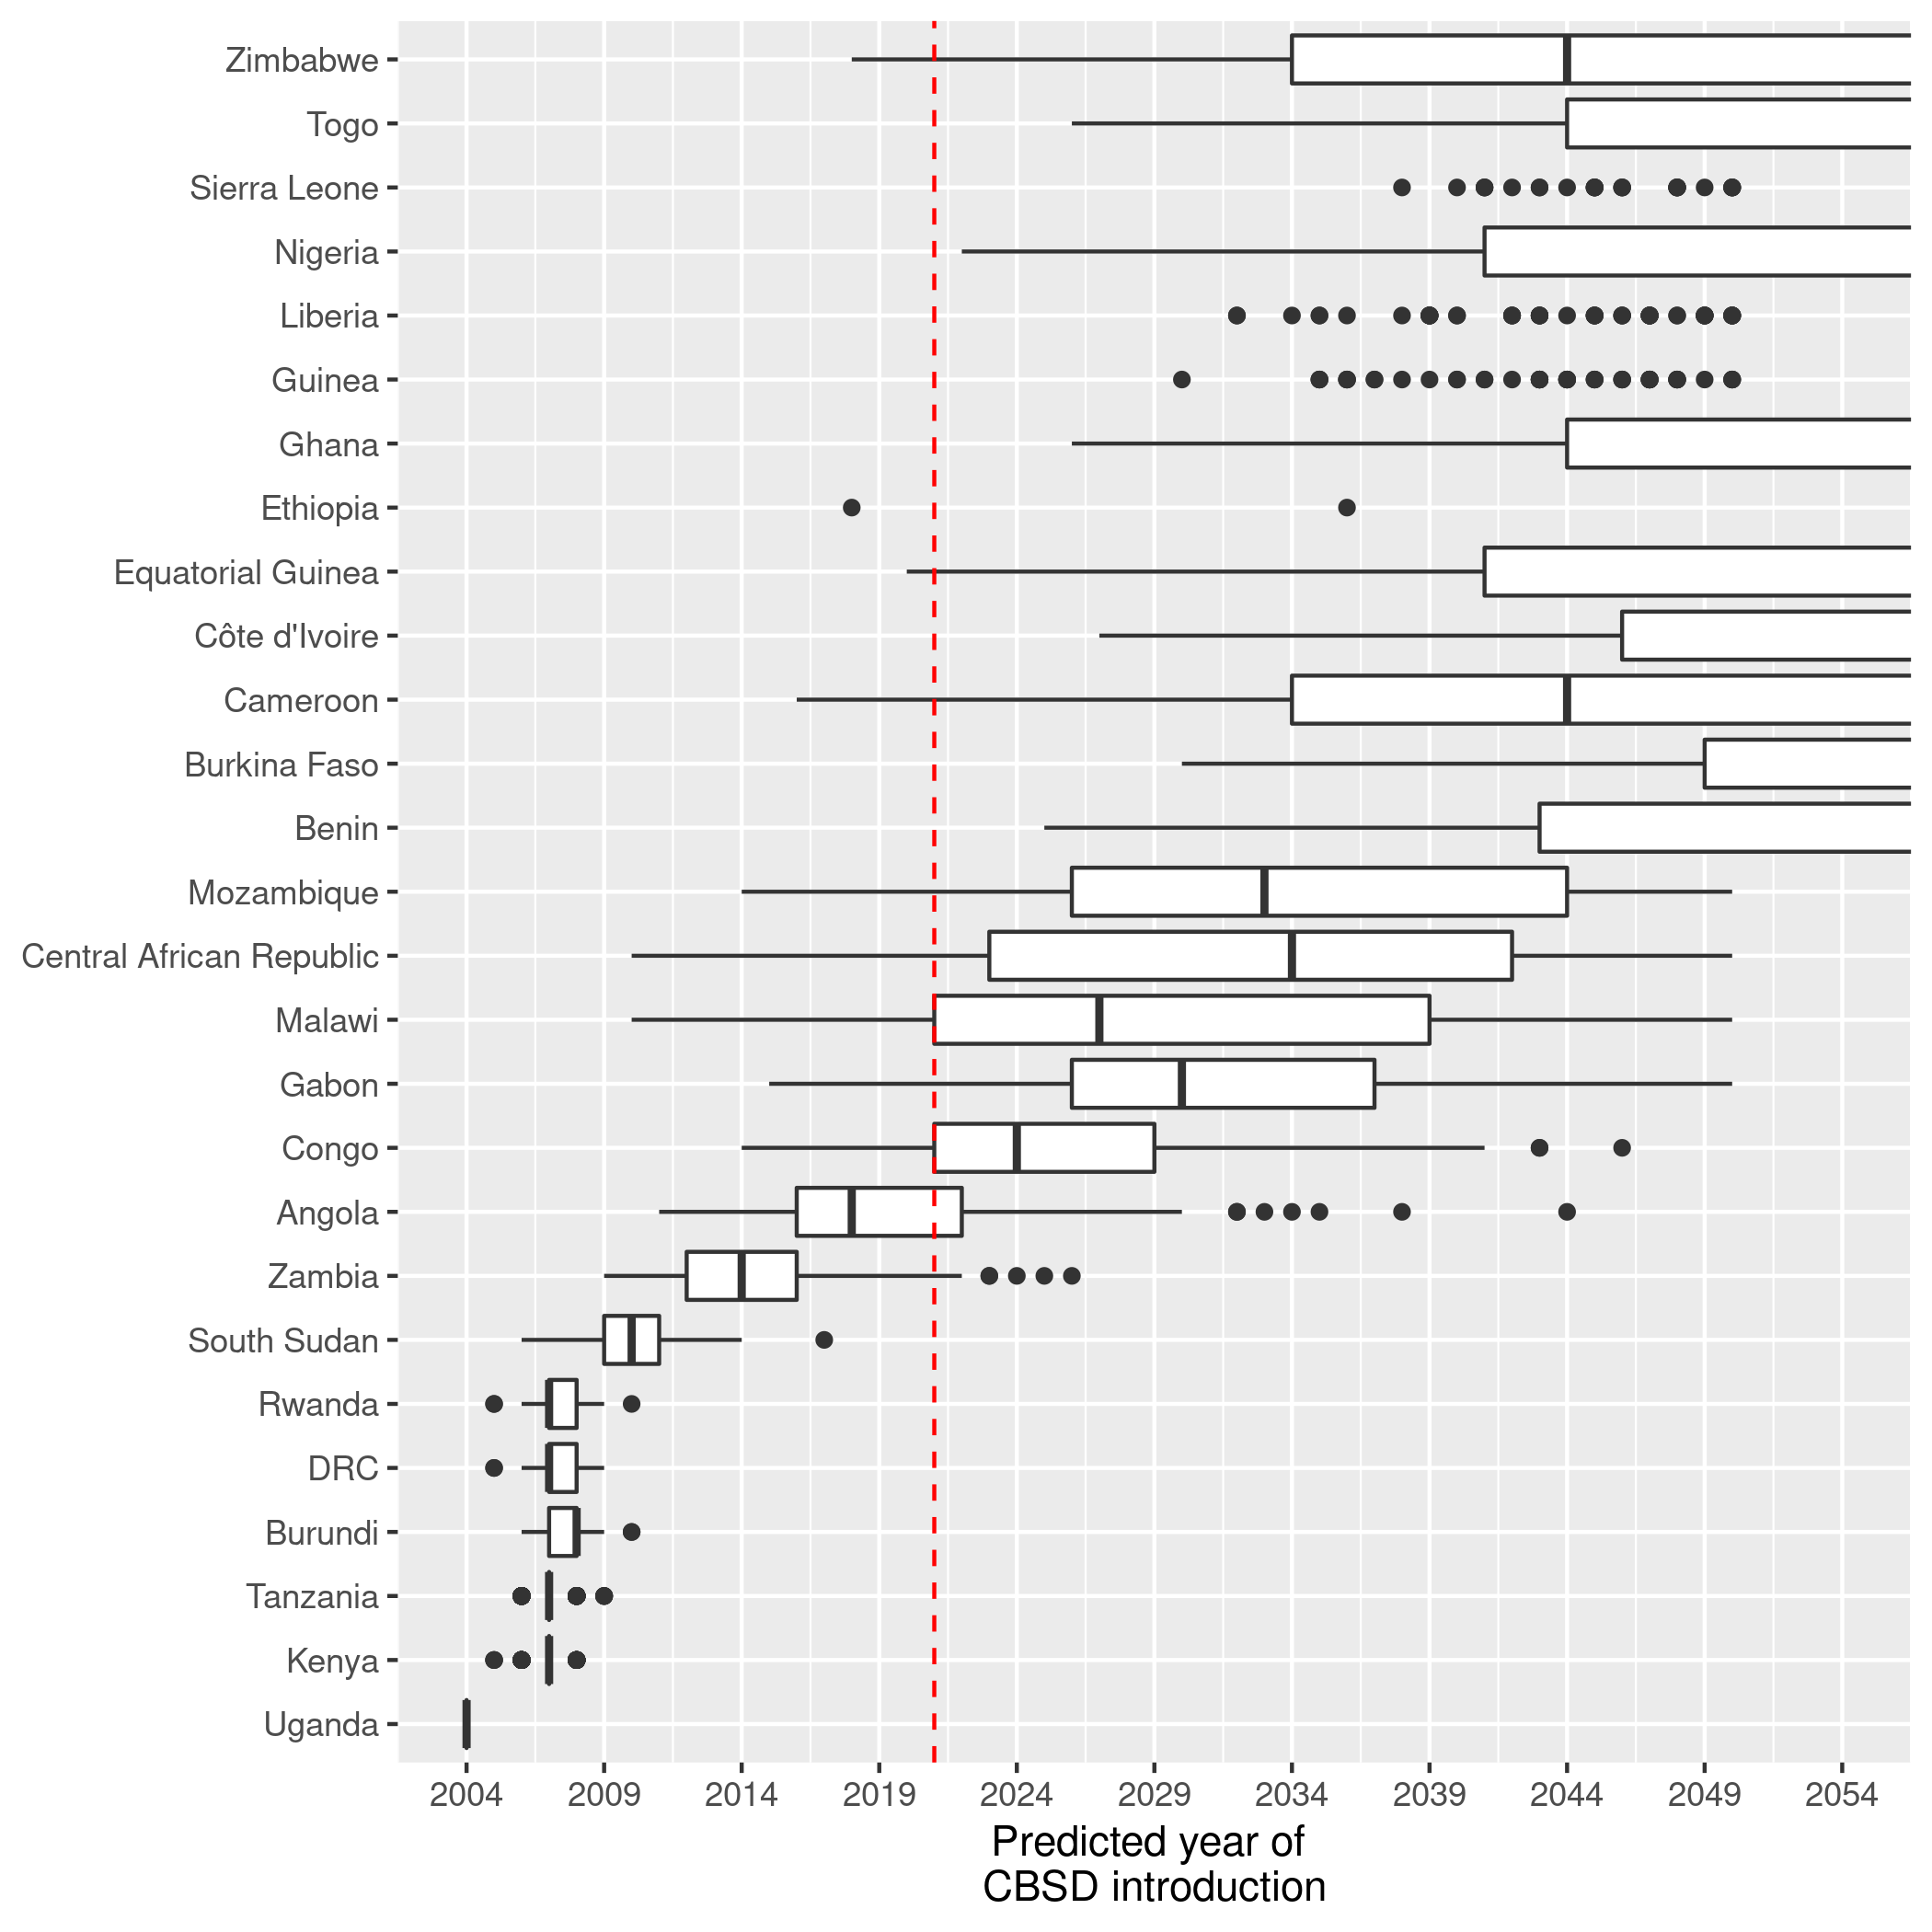 Zimbabwe
Togo
Sierra Leone
Nigeria
Liberia
Guinea
Ghana
Ethiopia
Equatorial Guinea
Côte d'Ivoire
Cameroon
Burkina Faso
Benin
Mozambique
Central African Republic
Malawi
Gabon
Congo
Angola
Zambia
South Sudan
Rwanda
DRC
Burundi
Tanzania
Kenya
Uganda
2004 2009 2014 2019 2024 2029 2034 2039 2044 2049 2054
Predicted year of
CBSD introduction